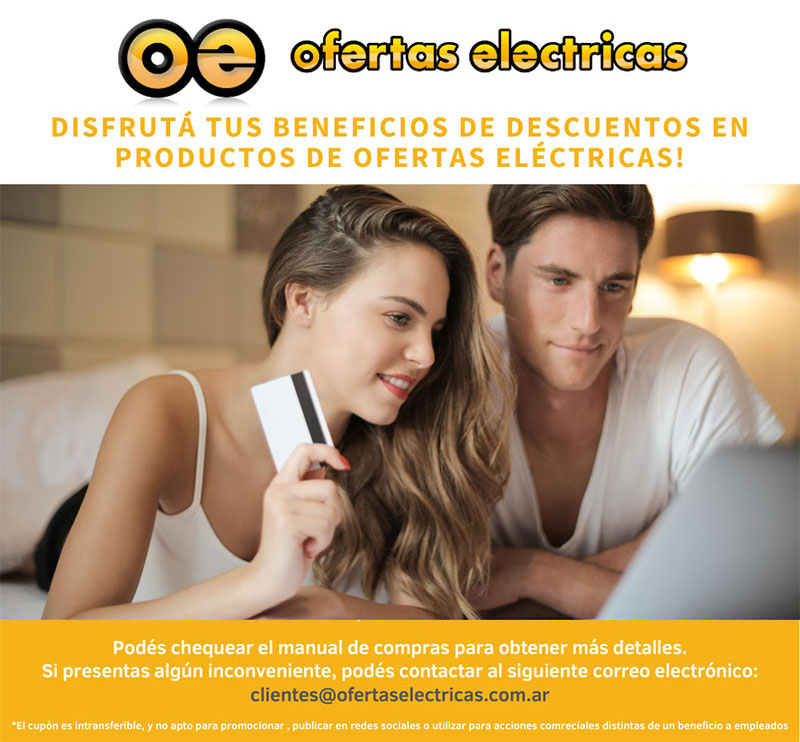 oe ofertas electricas
DISFRUTÁ TUS BENEFICIOS DE DESCUENTOS EN
PRODUCTOS DE OFERTAS ELÉCTRICAS!
Podés chequear el manual de compras para obtener más detalles.
Si presentas algún inconveniente, podés contactar al siguiente correo electrónico:
clientes@ofertaselectricas.com.ar
*El cupón es intransferible, y no apto para promocionar , publicar en redes sociales o utilizar para acciones comreciales distintas de un beneficio a empleados